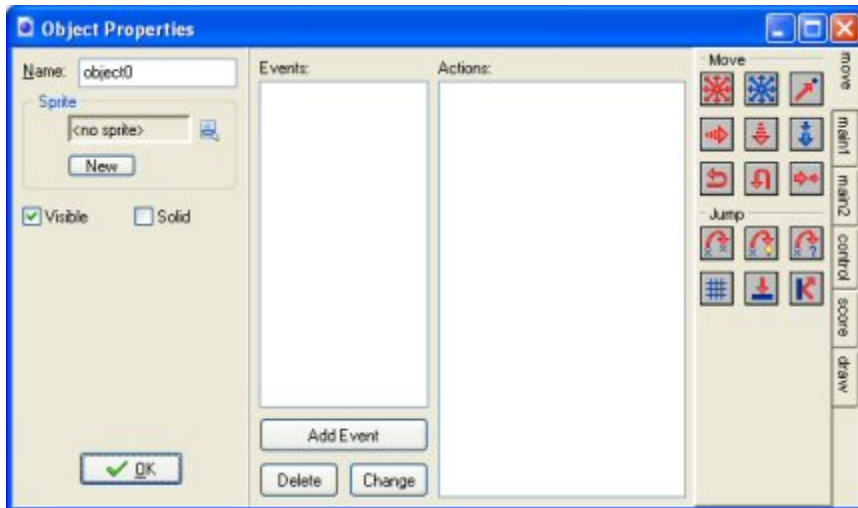 Object Properties
Name: object0
Sprite
<no sprite>
New
Visible
Solid
OK
Events:
Add Event
Delete
Change
Actions:
Move
Jump
move
main1
main2
control
score
draw